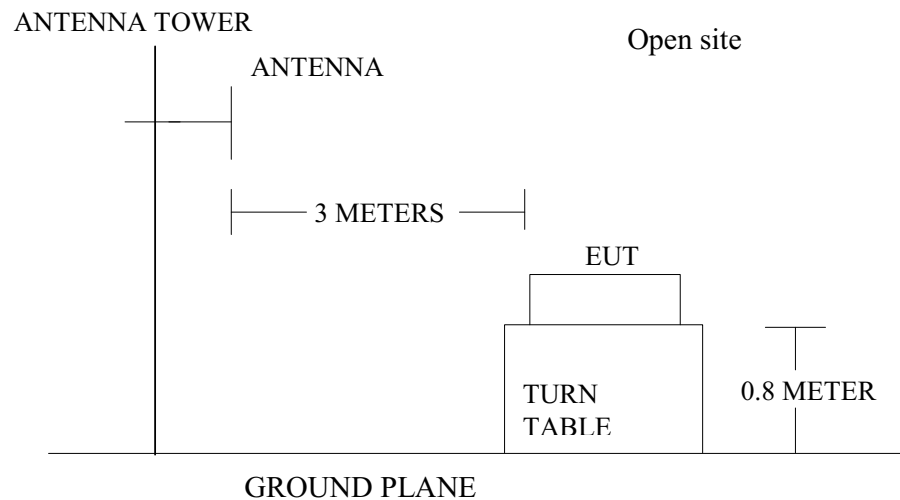 ANTENNA TOWER
Open site
ANTENNA
3 METERS
EUT
TURN
TABLE
0.8 METER
GROUND PLANE